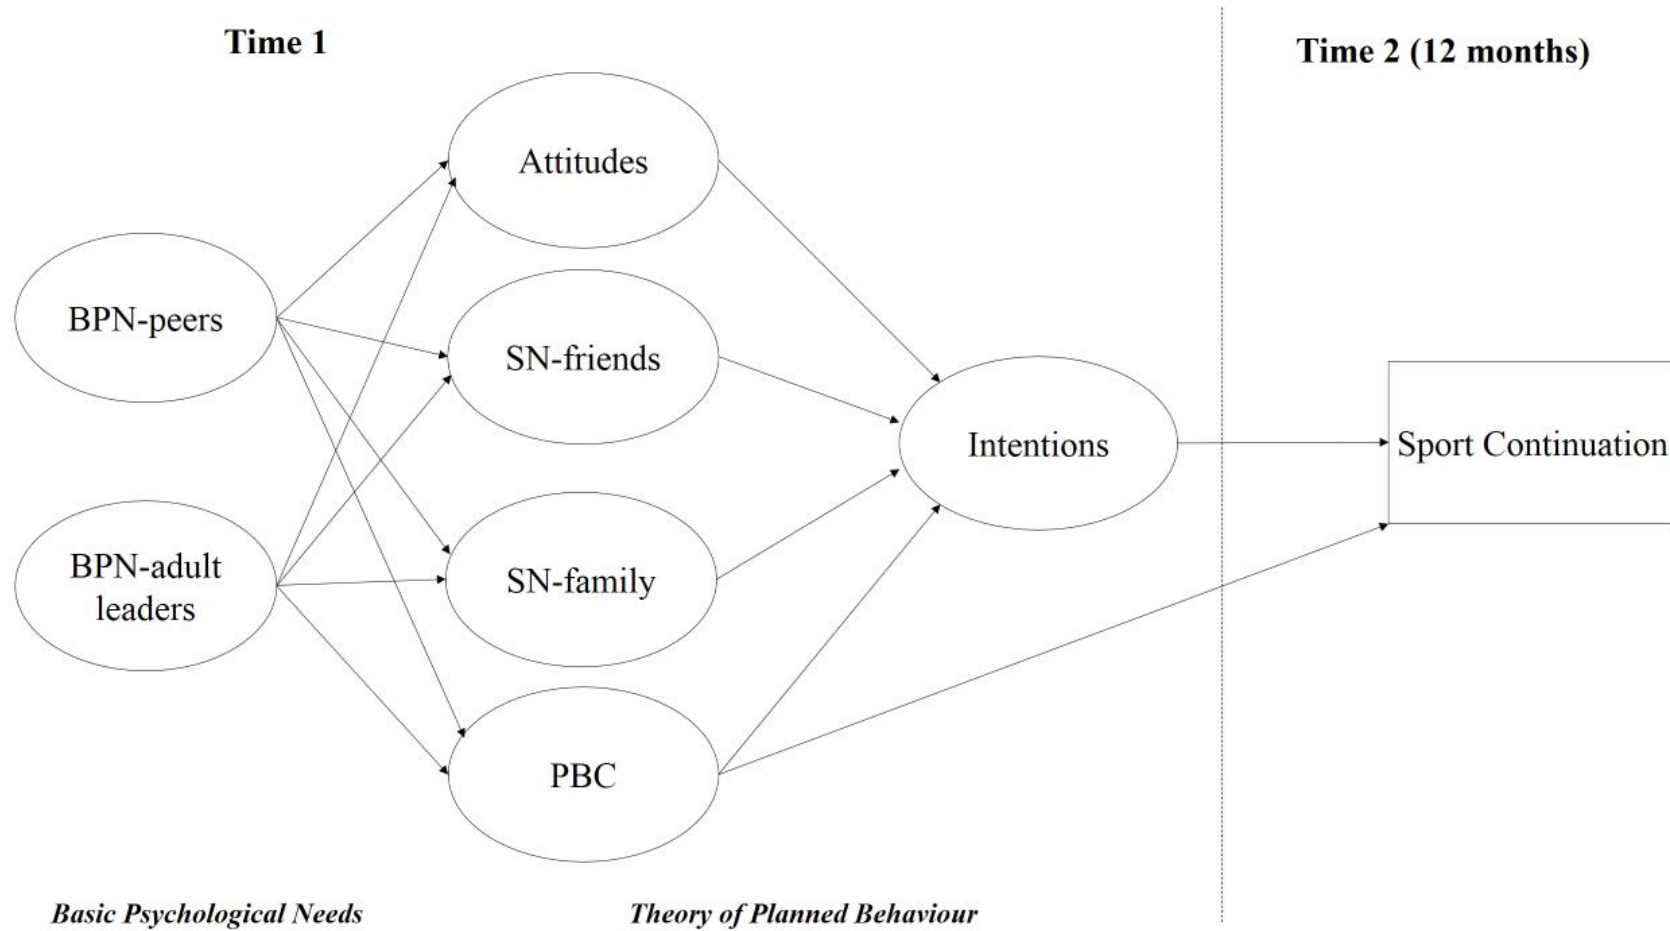 Time 1
Time 2 (12 months)
Attitudes
BPN-peers
SN-friends
Intentions
Sport Continuation
BPN-adult
leaders
SN-family
PBC
Basic Psychological Needs
Theory of Planned Behaviour